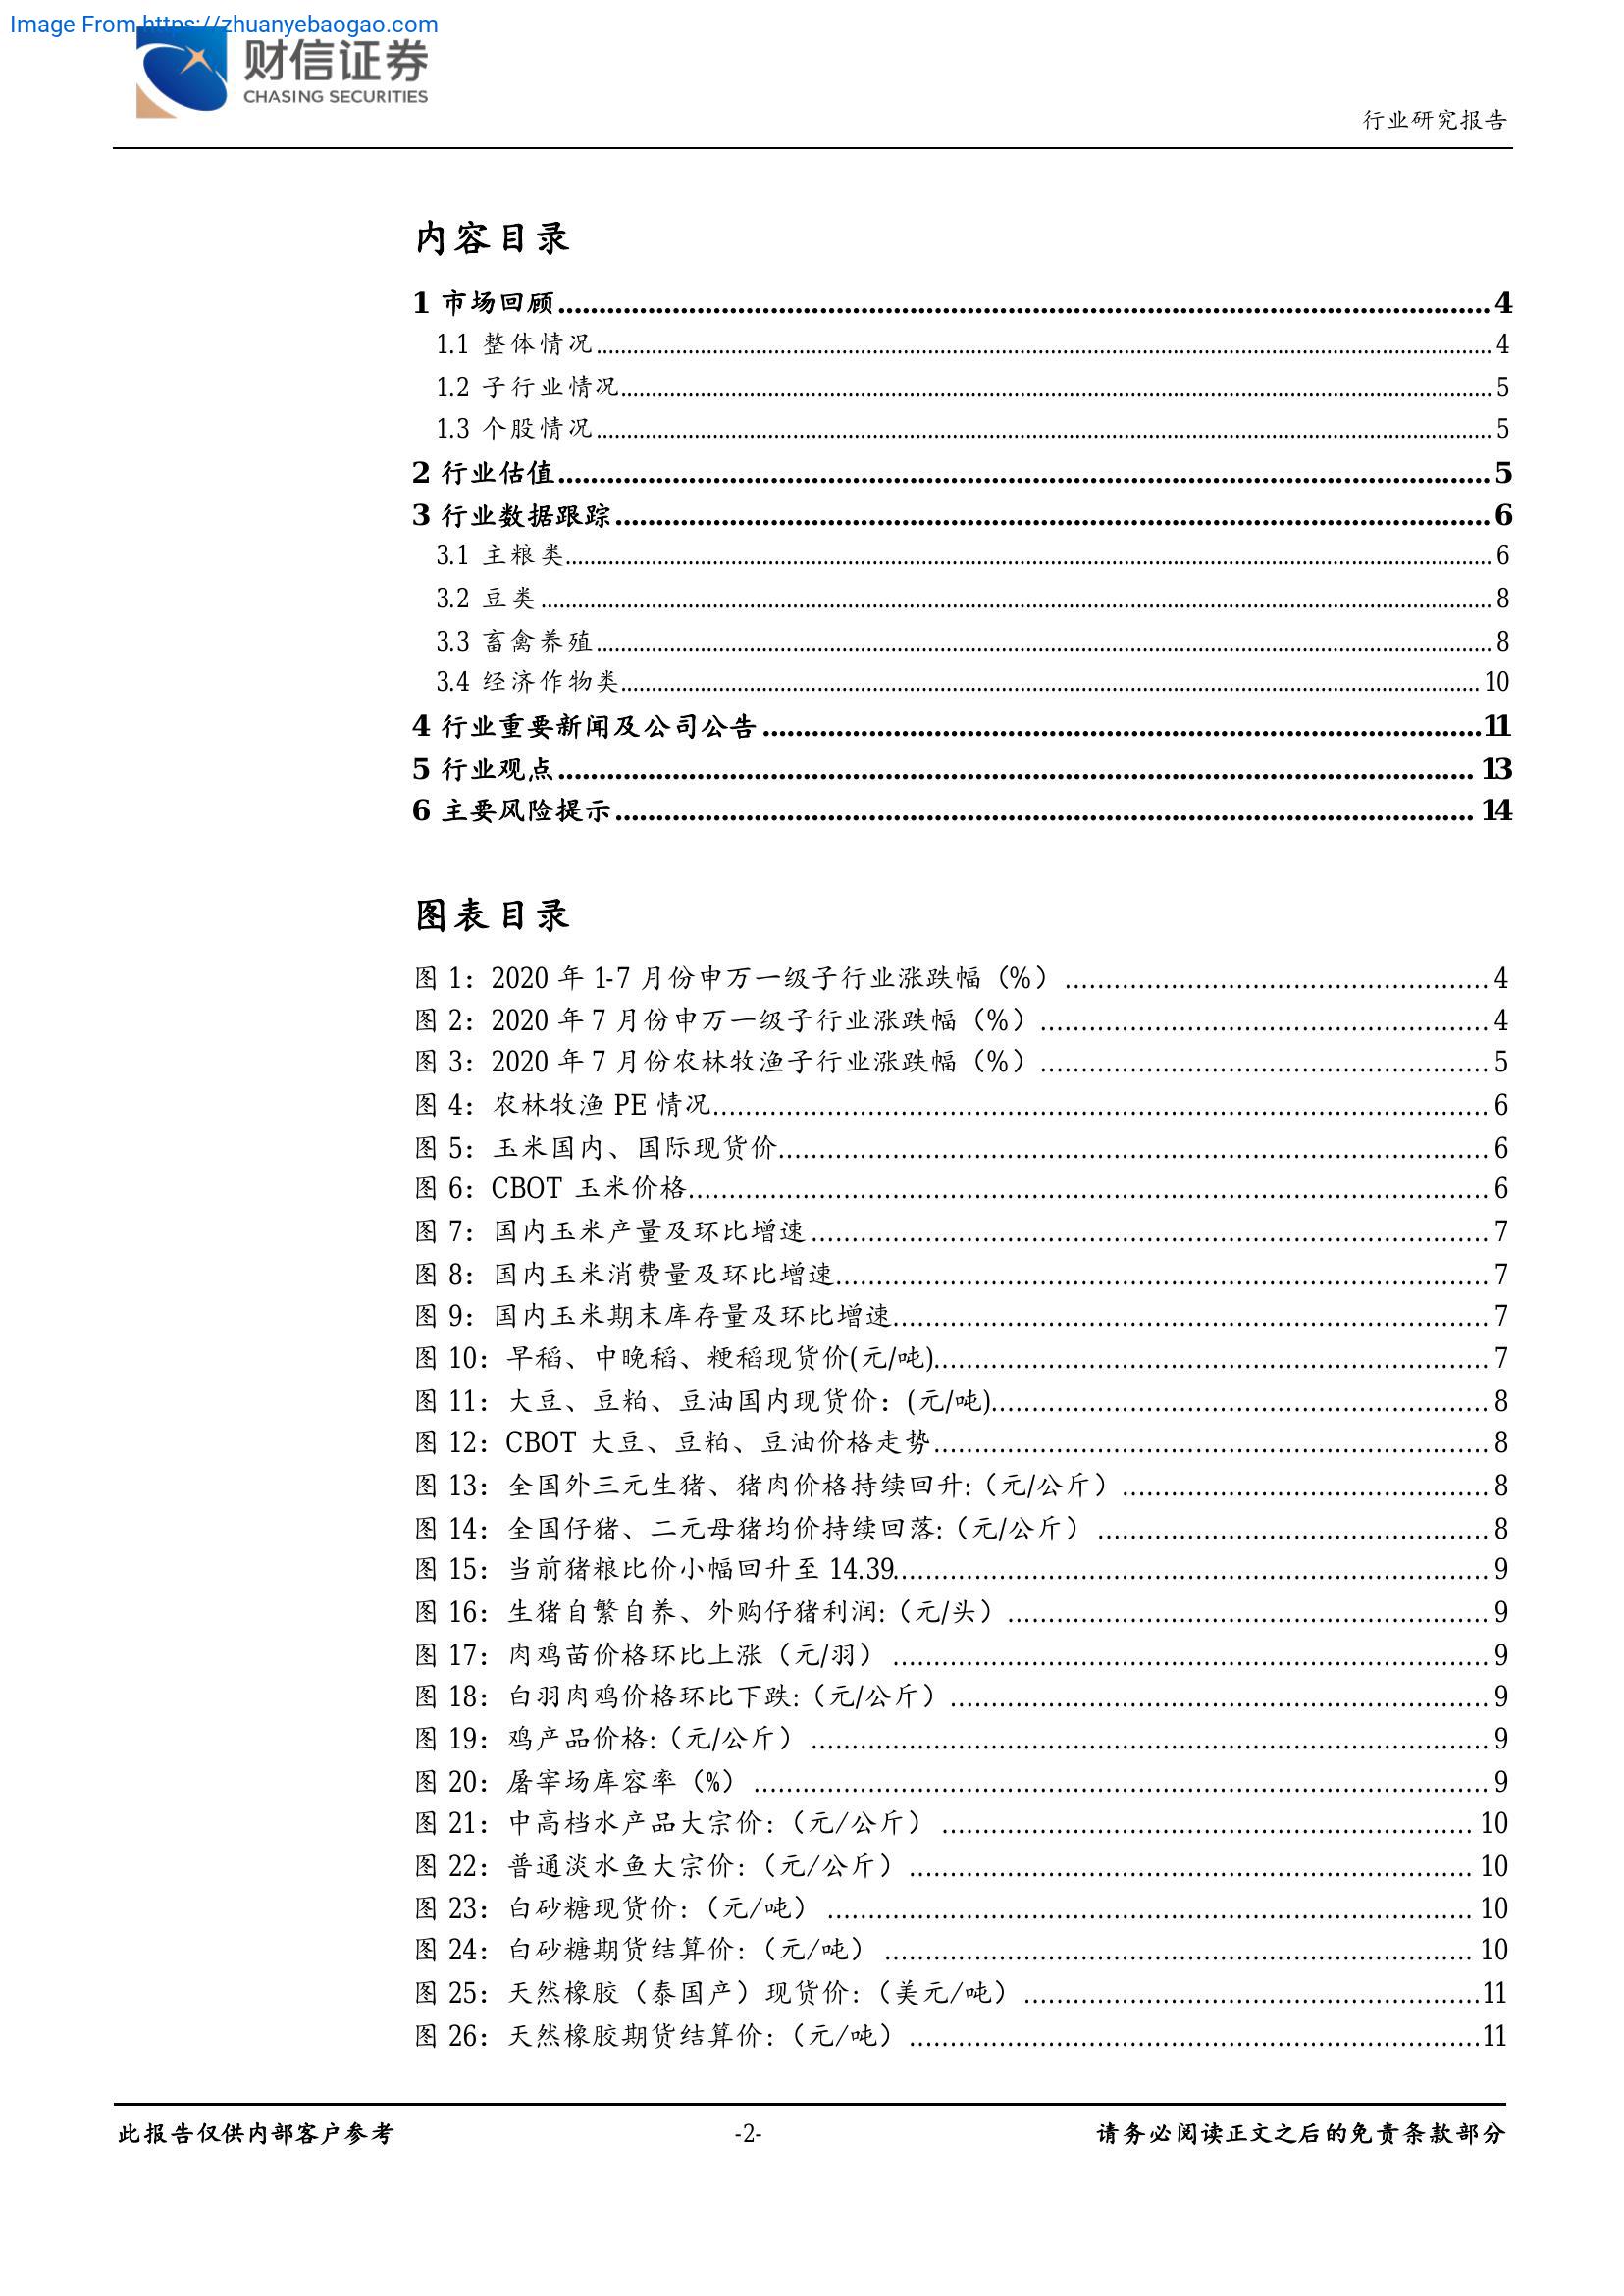 Image From https://zhuanyebaogao.com
财信证券
CHASING SECURITIES
行业研究报告
内容目录
1 市场回顾........................................ 4
1.1 整体情况........................................ 4
1.2 子行业情况........................................ 5
1.3 个股情况........................................ 5
2 行业估值........................................ 5
3 行业数据跟踪........................................ 6
3.1 主粮类........................................ 6
3.2 豆类........................................ 8
3.3 畜禽养殖........................................ 8
3.4 经济作物类........................................ 10
4 行业重要新闻及公司公告........................................ 11
5 行业观点........................................ 13
6 主要风险提示........................................ 14
图表目录
图 1：2020 年 1-7 月份申万一级子行业涨跌幅（%）........................................ 4
图 2：2020 年 7 月份申万一级子行业涨跌幅（%）........................................ 4
图 3：2020 年 7 月份农林牧渔子行业涨跌幅（%）........................................ 5
图 4：农林牧渔 PE 情况........................................ 6
图 5：玉米国内、国际现货价........................................ 6
图 6：CBOT 玉米价格........................................ 6
图 7：国内玉米产量及环比增速........................................ 7
图 8：国内玉米消费量及环比增速........................................ 7
图 9：国内玉米期末库存量及环比增速........................................ 7
图 10：早稻、中晚稻、粳稻现货价(元/吨)........................................ 7
图 11：大豆、豆粕、豆油国内现货价：(元/吨)........................................ 8
图 12：CBOT 大豆、豆粕、豆油价格走势........................................ 8
图 13：全国外三元生猪、猪肉价格持续回升:（元/公斤）........................................ 8
图 14：全国仔猪、二元母猪均价持续回落:（元/公斤）........................................ 8
图 15：当前猪粮比价小幅回升至 14.39........................................ 9
图 16：生猪自繁自养、外购仔猪利润:（元/头）........................................ 9
图 17：肉鸡苗价格环比上涨（元/羽）........................................ 9
图 18：白羽肉鸡价格环比下跌:（元/公斤）........................................ 9
图 19：鸡产品价格:（元/公斤）........................................ 9
图 20：屠宰场库容率（%）........................................ 9
图 21：中高档水产品大宗价:（元/公斤）........................................ 10
图 22：普通淡水鱼大宗价:（元/公斤）........................................ 10
图 23：白砂糖现货价:（元/吨）........................................ 10
图 24：白砂糖期货结算价:（元/吨）........................................ 10
图 25：天然橡胶（泰国产）现货价:（美元/吨）........................................ 11
图 26：天然橡胶期货结算价:（元/吨）........................................ 11
此报告仅供内部客户参考
-2-
请务必阅读正文之后的免责条款部分